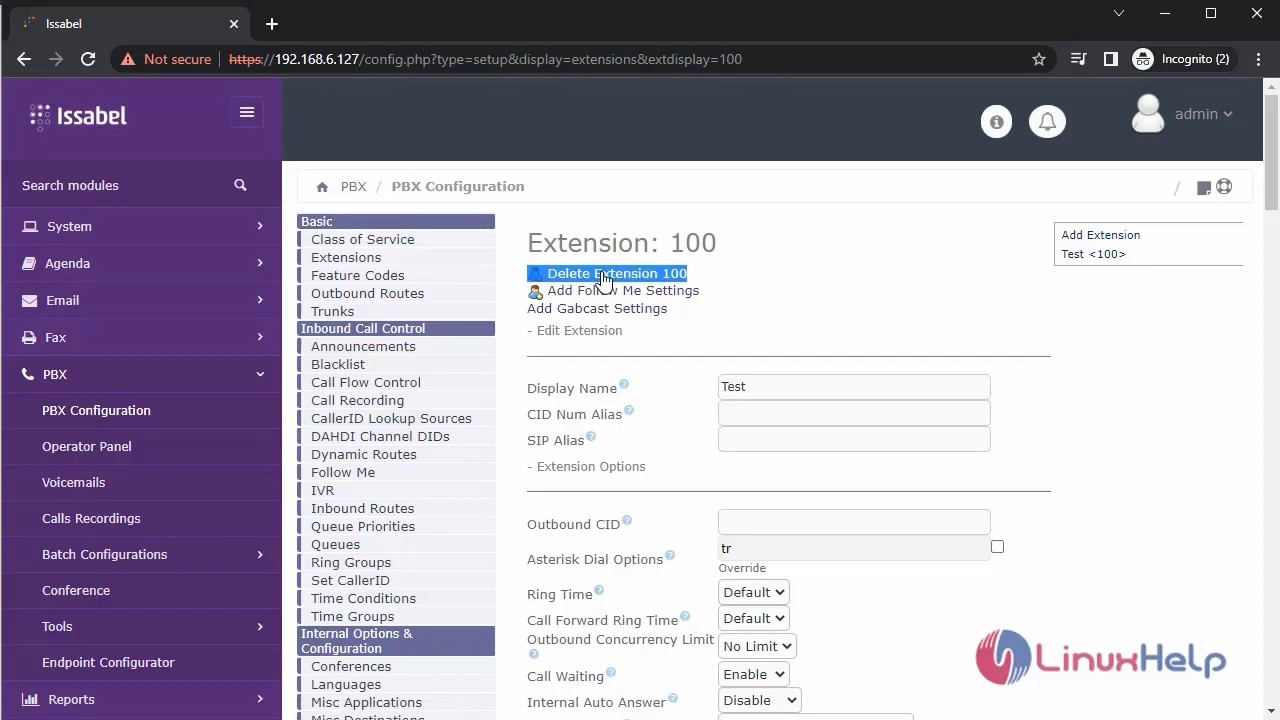 Issabel
Not secure
https://192.168.6.127/config.php?type=setup&display=extensions&extdisplay=100
Incognito (2)
Issabel
admin
Search modules
System
Agenda
Email
Fax
PBX
PBX Configuration
Operator Panel
Voicemails
Calls Recordings
Batch Configurations
Conference
Tools
Endpoint Configurator
Reports
PBX / PBX Configuration /
Basic
Class of Service
Extensions
Feature Codes
Outbound Routes
Trunks
Inbound Call Control
Announcements
Blacklist
Call Flow Control
Call Recording
CallerID Lookup Sources
DAHDI Channel DIDs
Dynamic Routes
Follow Me
IVR
Inbound Routes
Queue Priorities
Queues
Ring Groups
Set CallerID
Time Conditions
Time Groups
Internal Options &
Configuration
Conferences
Languages
Misc Applications
Misc Destinations
Extension: 100
Delete Extension 100
Add Follow Me Settings
Add Gabcast Settings
- Edit Extension
Display Name Test
CID Num Alias
SIP Alias
- Extension Options
Outbound CID
Asterisk Dial Options tr
Override
Ring Time Default
Call Forward Ring Time Default
Outbound Concurrency Limit No Limit
Call Waiting Enable
Internal Auto Answer Disable
Add Extension
Test <100>
LinuxHelp